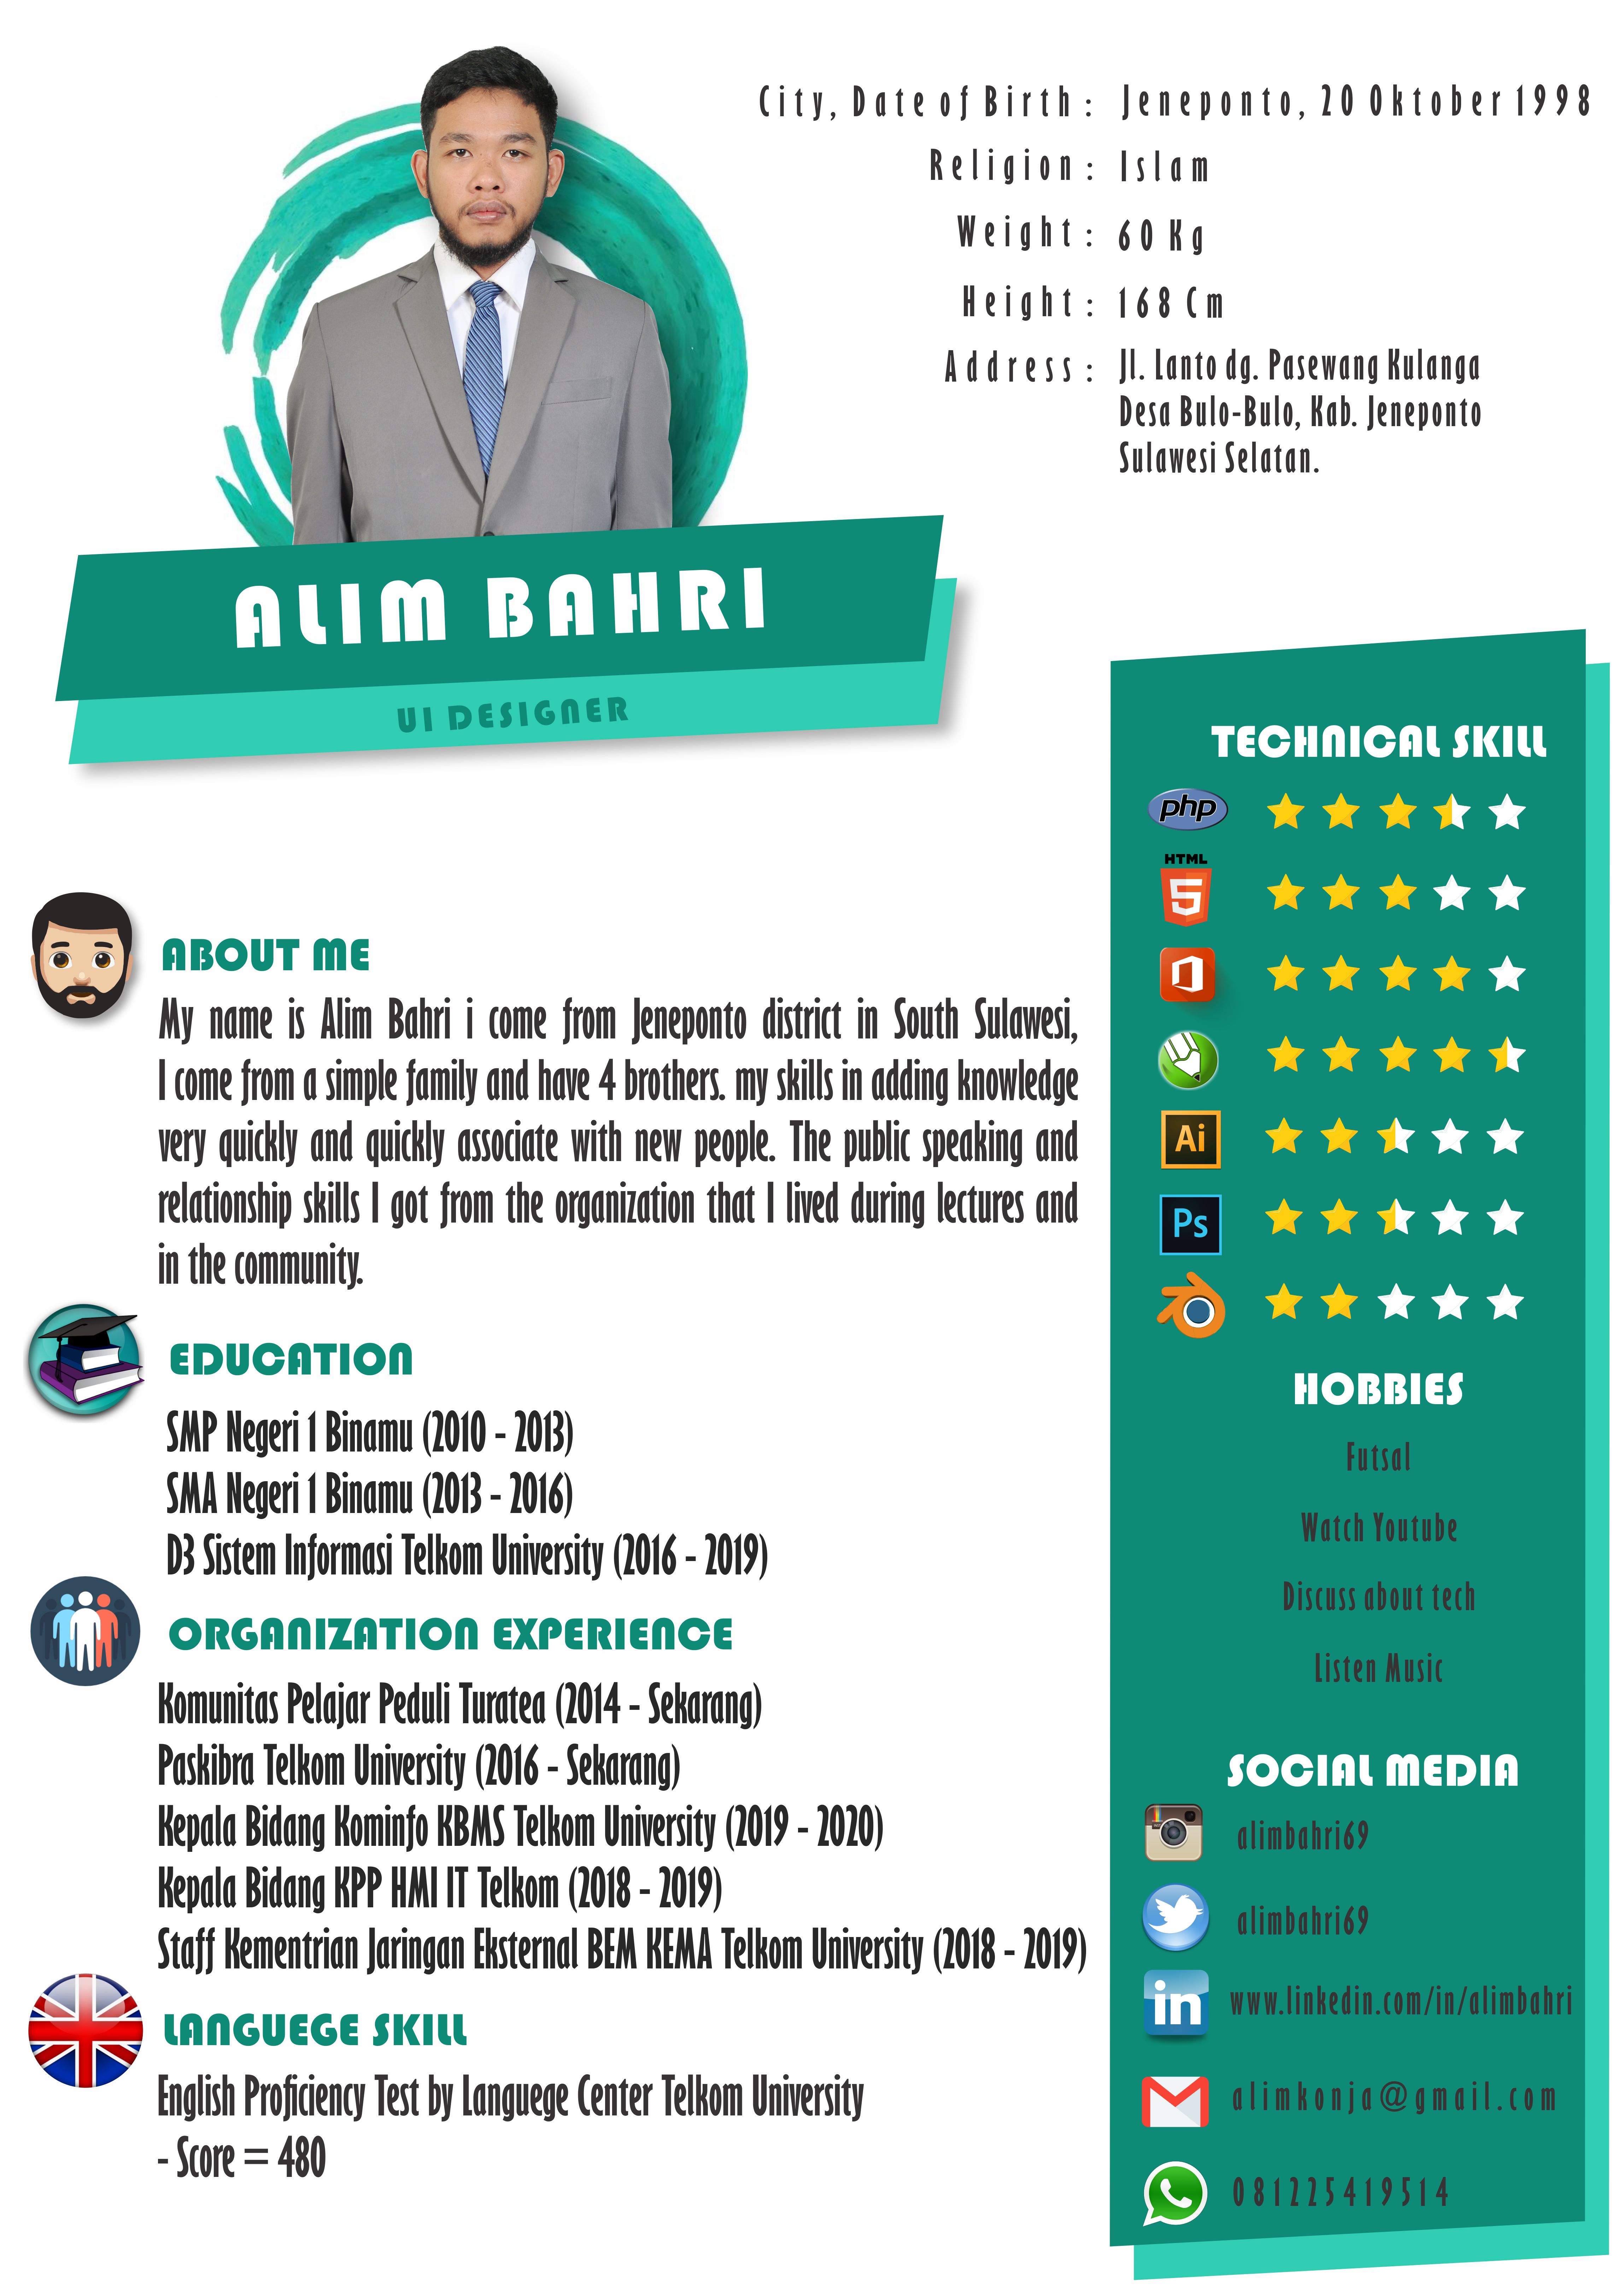 City, Date of Birth : Jeneponto, 20 Oktober 1998
Religion : Islam
Weight : 60 Kg
Height : 168 Cm
Address : Jl. Lanto dg. Pasewang Kulanga
Desa Bulo-Bulo, Kab. Jeneponto
Sulawesi Selatan.
ALIM BAHRI
UI DESIGNER
ABOUT ME
My name is Alim Bahri i come from Jeneponto district in South Sulawesi,
I come from a simple family and have 4 brothers. my skills in adding knowledge
very quickly and quickly associate with new people. The public speaking and
relationship skills I got from the organization that I lived during lectures and
in the community.
EDUCATION
SMP Negeri 1 Binamu (2010 - 2013)
SMA Negeri 1 Binamu (2013 - 2016)
D3 Sistem Informasi Telkom University (2016 - 2019)
ORGANIZATION EXPERIENCE
Komunitas Pelajar Peduli Turatea (2014 - Sekarang)
Paskibra Telkom University (2016 - Sekarang)
Kepala Bidang Kominfo KBMS Telkom University (2019 - 2020)
Kepala Bidang KPP HMI IT Telkom (2018 - 2019)
Staff Kementrian Jaringan Eksternal BEM KEMA Telkom University (2018 - 2019)
LANGUEGE SKILL
English Proficiency Test by Languege Center Telkom University
- Score = 480
TECHNICAL SKILL
php
HTML
5
Ai
Ps
HOBBIES
Futsal
Watch Youtube
Discuss about tech
Listen Music
SOCIAL MEDIA
alimbahri69
alimbahri69
in www.linkedin.com/in/alimbahri
alimkonja@gmail.com
081225419514